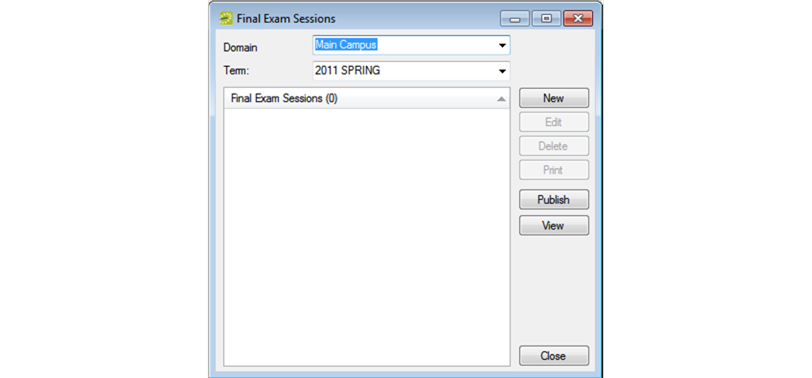 Final Exam Sessions
Domain
Main Campus
Term:
2011 SPRING
Final Exam Sessions (0)
New
Edit
Delete
Print
Publish
View
Close